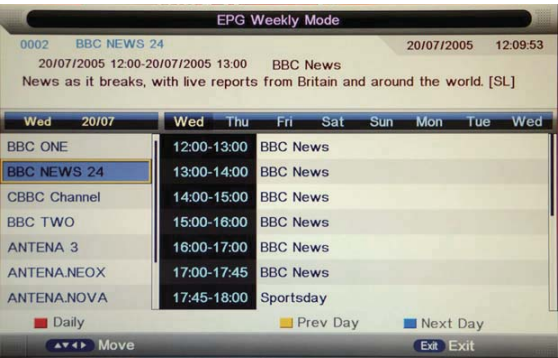 EPG Weekly Mode
0002 BBC NEWS 24 20/07/2005 12:09:53
20/07/2005 12:00-20/07/2005 13:00 BBC News
News as it breaks, with live reports from Britain and around the world. [SL]
Wed 20/07 Wed Thu Fri Sat Sun Mon Tue Wed
BBC ONE 12:00-13:00 BBC News
BBC NEWS 24 13:00-14:00 BBC News
CBBC Channel 14:00-15:00 BBC News
BBC TWO 15:00-16:00 BBC News
ANTENA 3 16:00-17:00 BBC News
ANTENA.NEOX 17:00-17:45 BBC News
ANTENA.NOVA 17:45-18:00 Sportsday
Daily Prev Day Next Day
Move Exit Exit